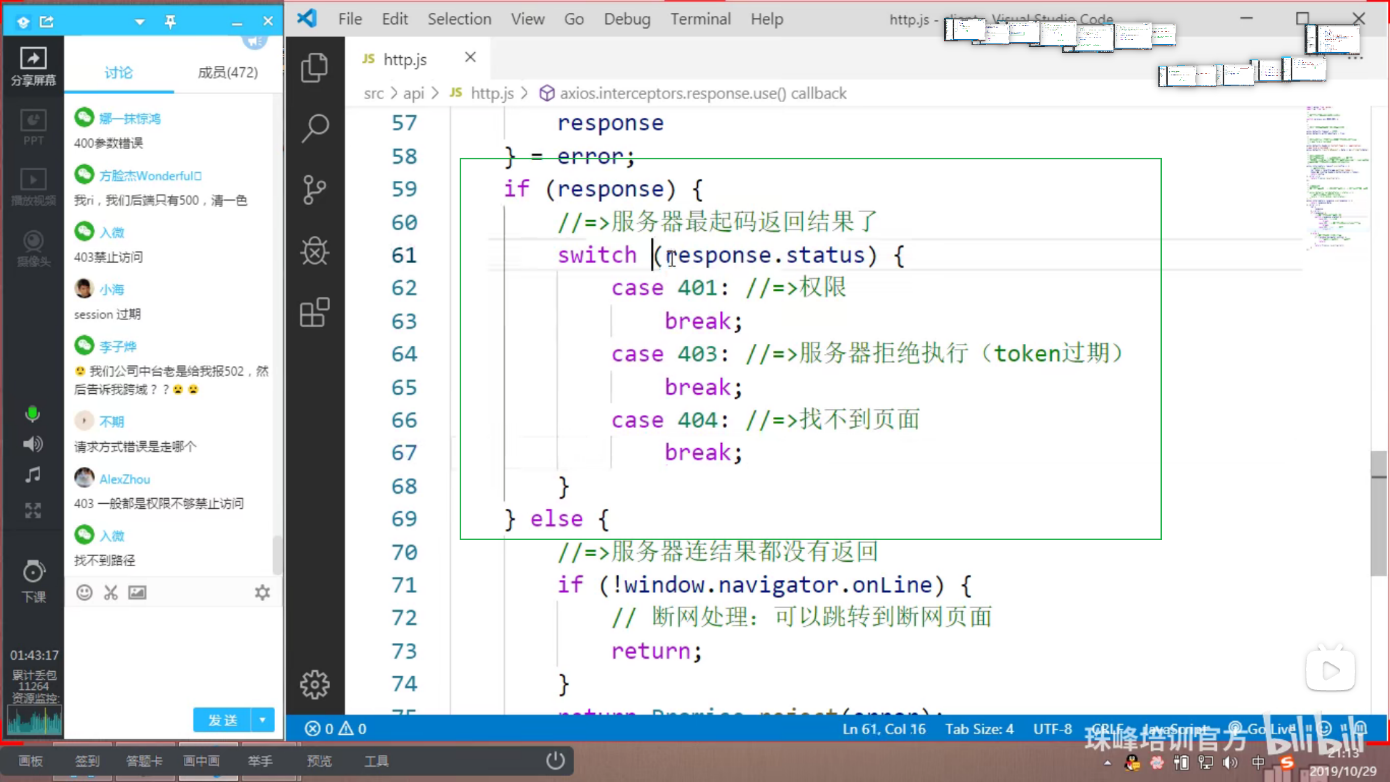 File Edit Selection View Go Debug Terminal Help
http.js - Visual Studio Code
分享屏幕
讨论
成员(472)
PPT
播放视频
摄像头
娜一抹惊鸿
400参数错误
方脸杰Wonderful
我ri，我们后端只有500，清一色
入微
403禁止访问
小海
session 过期
李子烨
我们公司中台老是给我报502，然
后告诉我跨域？？
不期
请求方式错误是走哪个
AlexZhou
403 一般都是权限不够禁止访问
入微
找不到路径
下课
01:43:17
累计丢包
11264
资源监控:
发送
JS http.js
src > api > JS http.js > axios.interceptors.response.use() callback
57 response
58 } = error;
59 if (response) {
60 //=>服务器最起码返回结果了
61 switch (response.status) {
62 case 401: //=>权限
63 break;
64 case 403: //=>服务器拒绝执行（token过期）
65 break;
66 case 404: //=>找不到页面
67 break;
68 }
69 } else {
70 //=>服务器连结果都没有返回
71 if (!window.navigator.onLine) {
72 // 断网处理：可以跳转到断网页面
73 return;
74 }
75 return Promise.reject(error);
0 0 Ln 61, Col 16 Tab Size: 4 UTF-8 CRLF JavaScript Go Live
珠峰培训官方 bilibili
画板 签到 答题卡 画中画 举手 预览 工具
中
21:13
2019/10/29